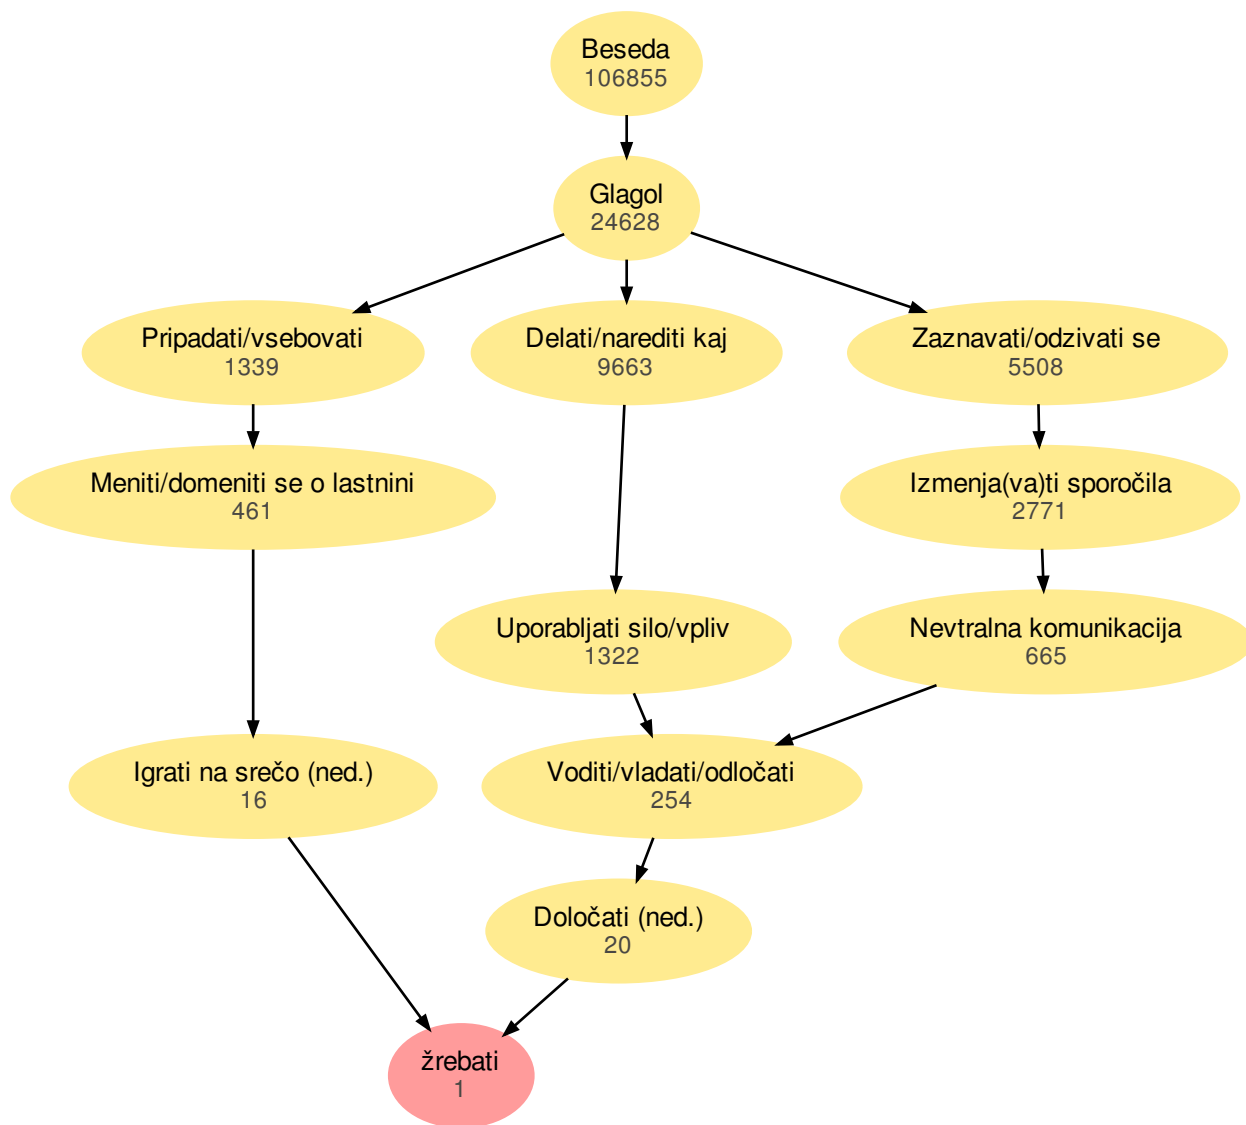 Beseda
106855
Glagol
24628
Pripadati/vsebovati
1339
Delati/narediti kaj
9663
Zaznavati/odzivati se
5508
Meniti/domeniti se o lastnini
461
Izmenja(va)ti sporočila
2771
Uporabljati silo/vpliv
1322
Nevtralna komunikacija
665
Igrati na srečo (ned.)
16
Voditi/vladati/odločati
254
Določati (ned.)
20
žrebati
1